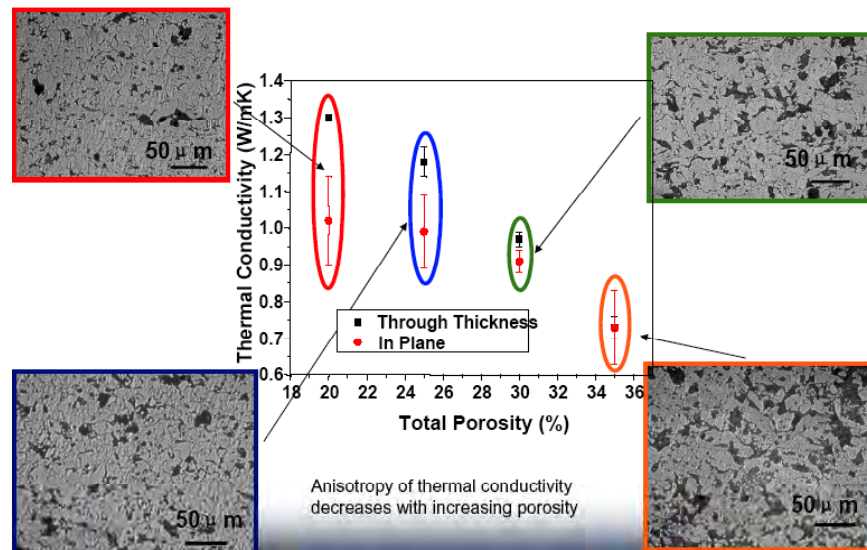 50 μ m
50 μ m
Thermal Conductivity (W/mK)
1.4
1.3
1.2
1.1
1.0
0.9
0.8
0.7
0.6
Through Thickness
In Plane
18 20 22 24 26 28 30 32 34 36
Total Porosity (%)
50 μ m
50 μ m
Anisotropy of thermal conductivity
decreases with increasing porosity